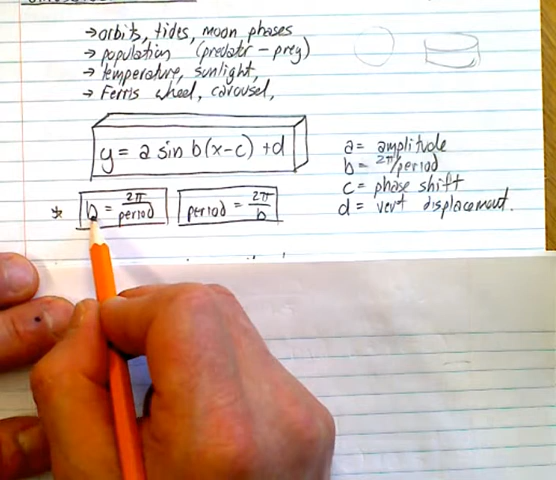 →orbits, tides, moon phases
→ population (predator – prey)
→ temperature, sunlight,
→ Ferris wheel, carousel,
y = a sin b(x-c) +d
a = amplitude
b = 2π/period
c = phase shift
d = vert displacement.
* b = 2π/period period = 2π/b